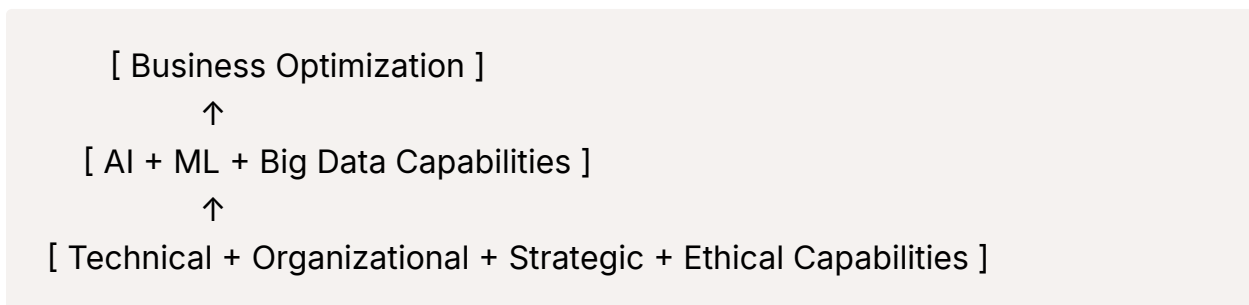 [ Business Optimization ]
↑
[ AI + ML + Big Data Capabilities ]
↑
[ Technical + Organizational + Strategic + Ethical Capabilities ]